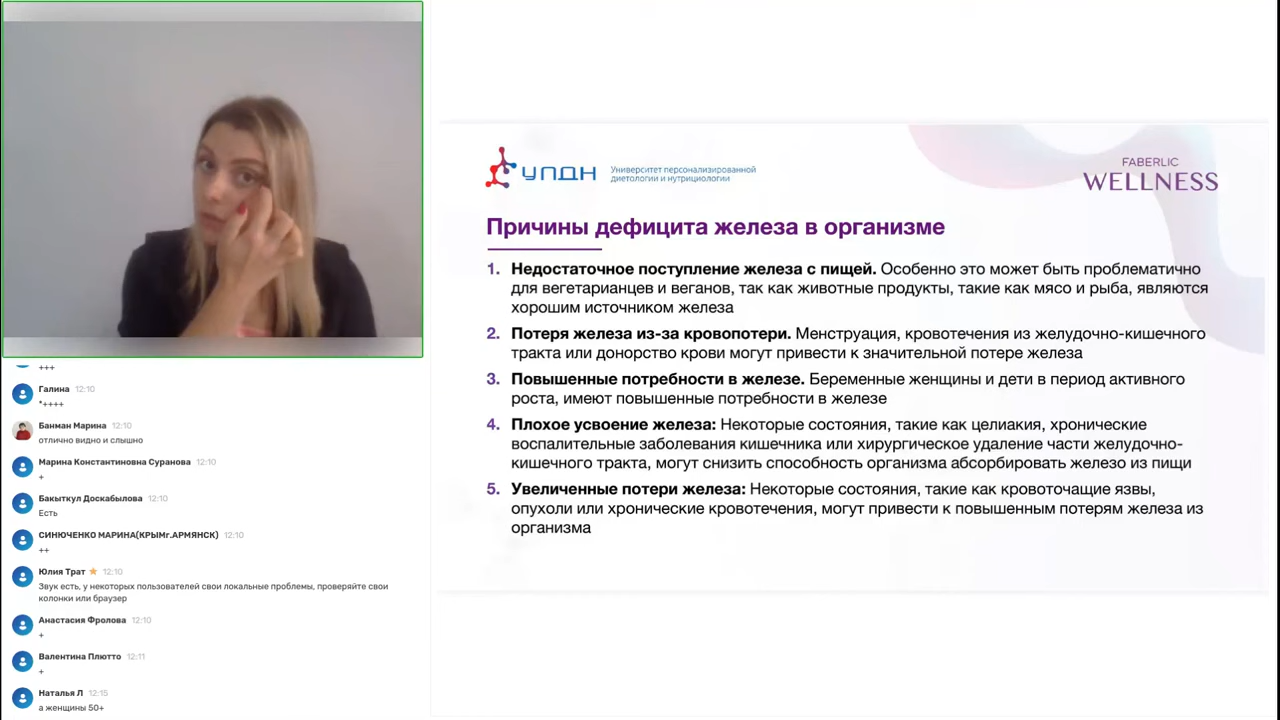 +++
Галина 12:10
*++++
Банман Марина 12:10
отлично видно и слышно
Марина Константиновна Суранова 12:10
+
Бакыткул Доскабылова 12:10
Есть
СИНЮЧЕНКО МАРИНА(КРЫМг.АРМЯНСК) 12:10
++
Юлия Трат 12:10
Звук есть, у некоторых пользователей свои локальные проблемы, проверяйте свои
колонки или браузер
Анастасия Фролова 12:10
+
Валентина Плютто 12:11
+
Наталья Л 12:15
а женщины 50+
УПДН
Университет персонализированной
диетологии и нутрициологии
FABERLIC
WELLNESS
Причины дефицита железа в организме
1. Недостаточное поступление железа с пищей. Особенно это может быть проблематично
для вегетарианцев и веганов, так как животные продукты, такие как мясо и рыба, являются
хорошим источником железа
2. Потеря железа из-за кровопотери. Менструация, кровотечения из желудочно-кишечного
тракта или донорство крови могут привести к значительной потере железа
3. Повышенные потребности в железе. Беременные женщины и дети в период активного
роста, имеют повышенные потребности в железе
4. Плохое усвоение железа: Некоторые состояния, такие как целиакия, хронические
воспалительные заболевания кишечника или хирургическое удаление части желудочно-
кишечного тракта, могут снизить способность организма абсорбировать железо из пищи
5. Увеличенные потери железа: Некоторые состояния, такие как кровоточащие язвы,
опухоли или хронические кровотечения, могут привести к повышенным потерям железа из
организма